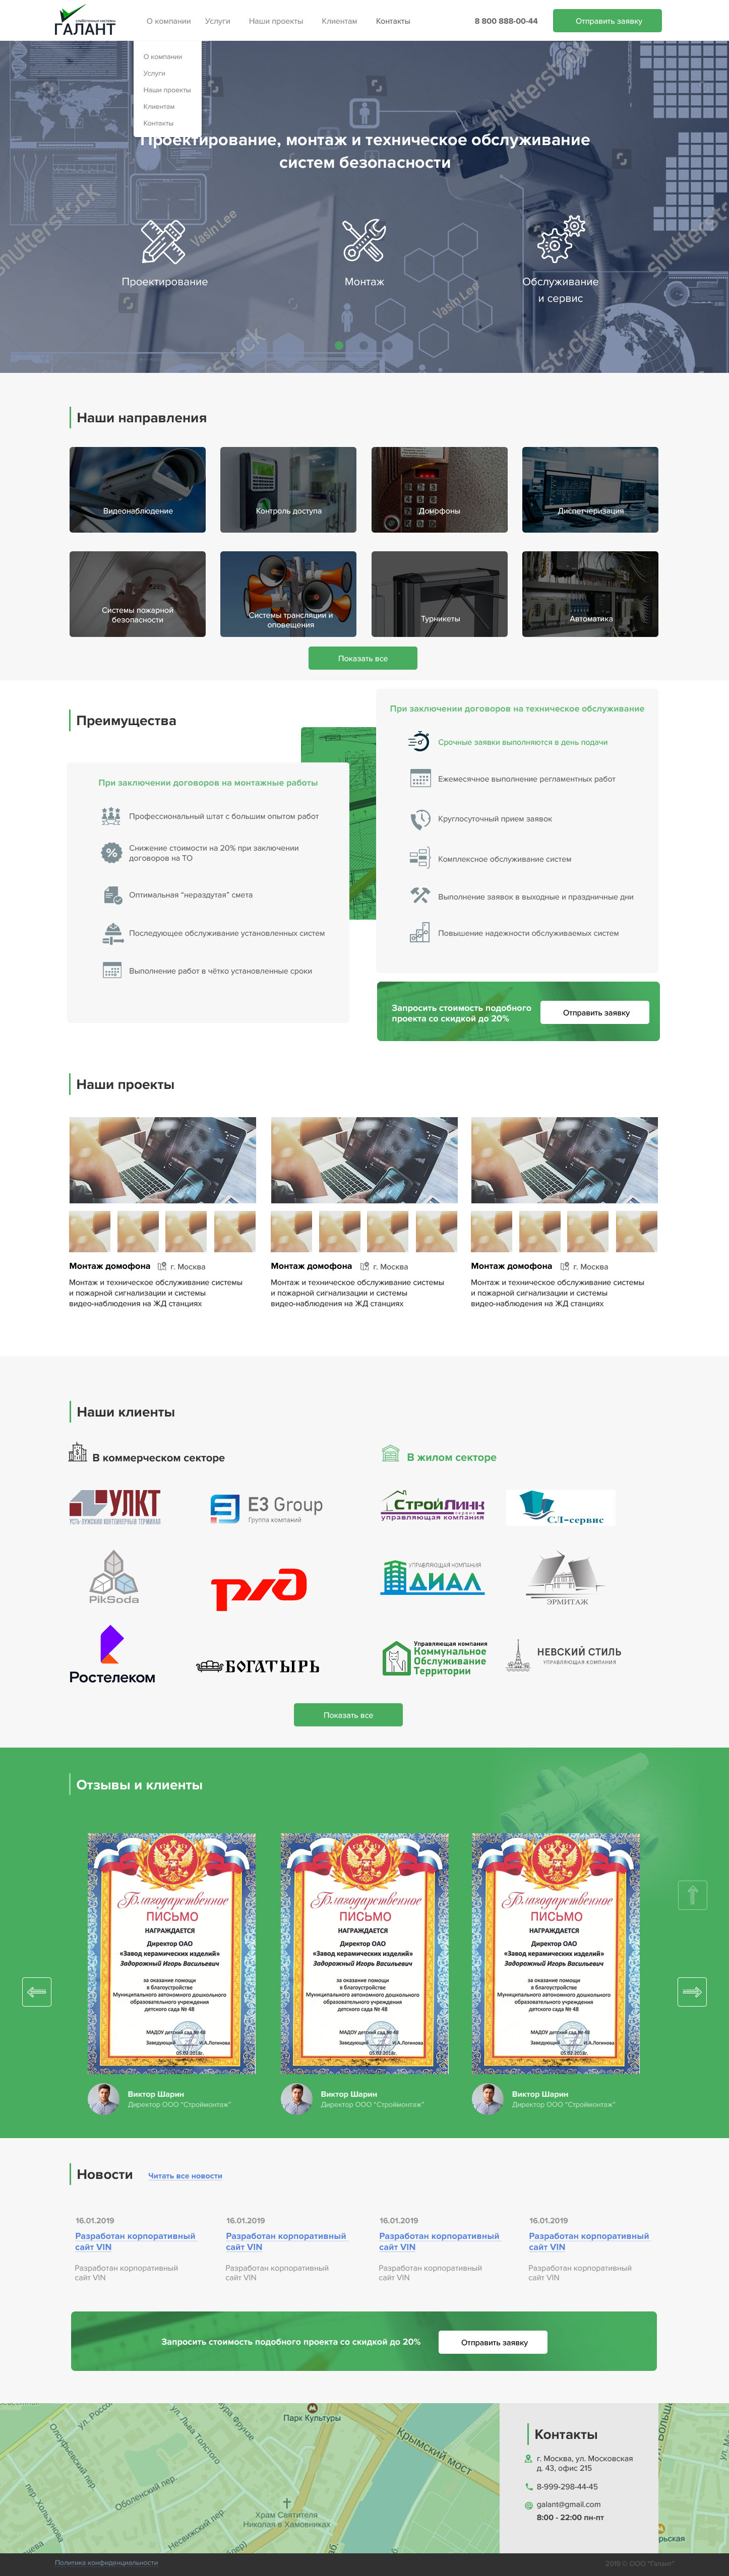 ГАЛАНТ
О компании Услуги Наши проекты Клиентам Контакты
8 800 888-00-44
Отправить заявку
О компании
Услуги
Наши проекты
Клиентам
Контакты
Проектирование, монтаж и техническое обслуживание
систем безопасности
shutterstock
Vasin Lee
Проектирование
Монтаж
Обслуживание
и сервис
Наши направления
Видеонаблюдение
Контроль доступа
Домофоны
Диспетчеризация
Системы пожарной
безопасности
Системы трансляции и
оповещения
Турникеты
Автоматика
Показать все
Преимущества
При заключении договоров на монтажные работы
Профессиональный штат с большим опытом работ
Снижение стоимости на 20% при заключении
договоров на ТО
Оптимальная “нераздутая” смета
Последующее обслуживание установленных систем
Выполнение работ в чётко установленные сроки
При заключении договоров на техническое обслуживание
Срочные заявки выполняются в день подачи
Ежемесячное выполнение регламентных работ
Круглосуточный прием заявок
Комплексное обслуживание систем
Выполнение заявок в выходные и праздничные дни
Повышение надежности обслуживаемых систем
Запросить стоимость подобного
проекта со скидкой до 20%
Отправить заявку
Наши проекты
Монтаж домофона г. Москва
Монтаж и техническое обслуживание системы
и пожарной сигнализации и системы
видео-наблюдения на ЖД станциях
Монтаж домофона г. Москва
Монтаж и техническое обслуживание системы
и пожарной сигнализации и системы
видео-наблюдения на ЖД станциях
Монтаж домофона г. Москва
Монтаж и техническое обслуживание системы
и пожарной сигнализации и системы
видео-наблюдения на ЖД станциях
Наши клиенты
В коммерческом секторе
В жилом секторе
УЛКТ
УСТЬ-ЛУЖСКИЙ КОНТЕЙНЕРНЫЙ ТЕРМИНАЛ
ЕЗ Group
Группа компаний
СтройЛинк
сервис
управляющая компания
СЛ-сервис
PikSoda
ржд
УПРАВЛЯЮЩАЯ КОМПАНИЯ
ДИАЛ
ЭРМИТАЖ
Ростелеком
БОГАТЫРЬ
Управляющая компания
Коммунальное
Обслуживание
Территории
НЕВСКИЙ СТИЛЬ
УПРАВЛЯЮЩАЯ КОМПАНИЯ
Показать все
Отзывы и клиенты
Благодарственное
ПИСЬМО
НАГРАЖДАЕТСЯ
Директор ОАО
«Завод керамических изделий»
Задорожный Игорь Васильевич
за оказание помощи
в благоустройстве
Муниципального автономного дошкольного
образовательного учреждения
детского сада № 48
МАДОУ детский сад № 48
Заведующий И.А.Логинова
05.02.2018г.
Благодарственное
ПИСЬМО
НАГРАЖДАЕТСЯ
Директор ОАО
«Завод керамических изделий»
Задорожный Игорь Васильевич
за оказание помощи
в благоустройстве
Муниципального автономного дошкольного
образовательного учреждения
детского сада № 48
МАДОУ детский сад № 48
Заведующий И.А.Логинова
05.02.2018г.
Благодарственное
ПИСЬМО
НАГРАЖДАЕТСЯ
Директор ОАО
«Завод керамических изделий»
Задорожный Игорь Васильевич
за оказание помощи
в благоустройстве
Муниципального автономного дошкольного
образовательного учреждения
детского сада № 48
МАДОУ детский сад № 48
Заведующий И.А.Логинова
05.02.2018г.
Виктор Шарин
Директор ООО “Строймонтаж”
Виктор Шарин
Директор ООО “Строймонтаж”
Виктор Шарин
Директор ООО “Строймонтаж”
Новости
Читать все новости
16.01.2019
Разработан корпоративный
сайт VIN
Разработан корпоративный
сайт VIN
16.01.2019
Разработан корпоративный
сайт VIN
Разработан корпоративный
сайт VIN
16.01.2019
Разработан корпоративный
сайт VIN
Разработан корпоративный
сайт VIN
16.01.2019
Разработан корпоративный
сайт VIN
Разработан корпоративный
сайт VIN
Запросить стоимость подобного проекта со скидкой до 20%
Отправить заявку
Парк Культуры
ул. Льва Толстого
Олсуфьевский пер.
Крымский мост
Оболенский пер.
пер. Хользунова
Несвижский пер.
Храм Святителя
Николая в Хамовниках
Контакты
г. Москва, ул. Московская
д. 43, офис 215
8-999-298-44-45
galant@gmail.com
8:00 - 22:00 пн-пт
Политика конфиденциальности
2019 © ООО “Галант”